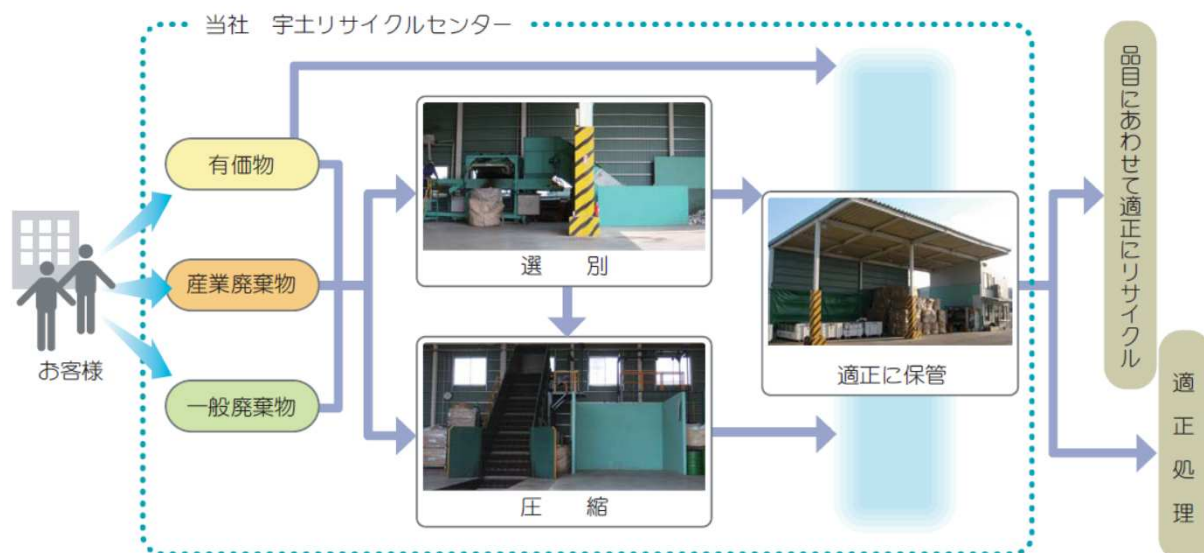 当社　宇土リサイクルセンター
有価物
産業廃棄物
一般廃棄物
お客様
選　別
圧　縮
適正に保管
品目にあわせて適正にリサイクル
適正処理